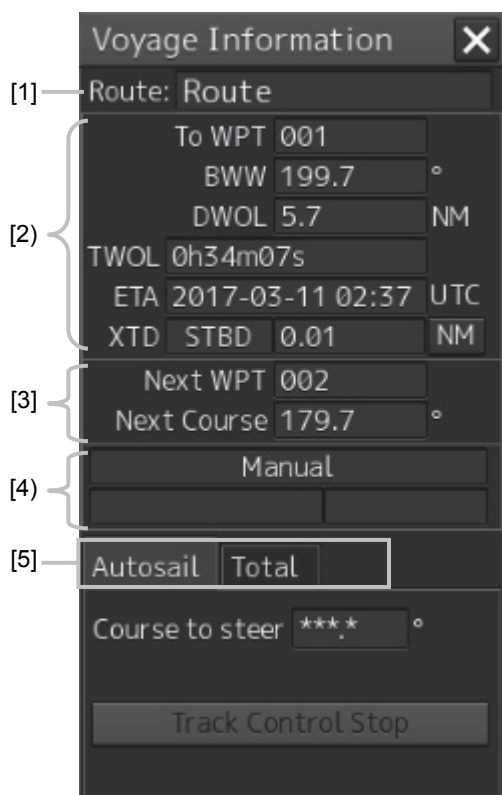 Voyage Information
[1] Route: Route
[2) To WPT 001
BWW 199.7 °
DWOL 5.7 NM
TWOL 0h34m07s
ETA 2017-03-11 02:37 UTC
XTD STBD 0.01 NM
[3] Next WPT 002
Next Course 179.7 °
[4) Manual
[5] Autosail Total
Course to steer ***.* °
Track Control Stop